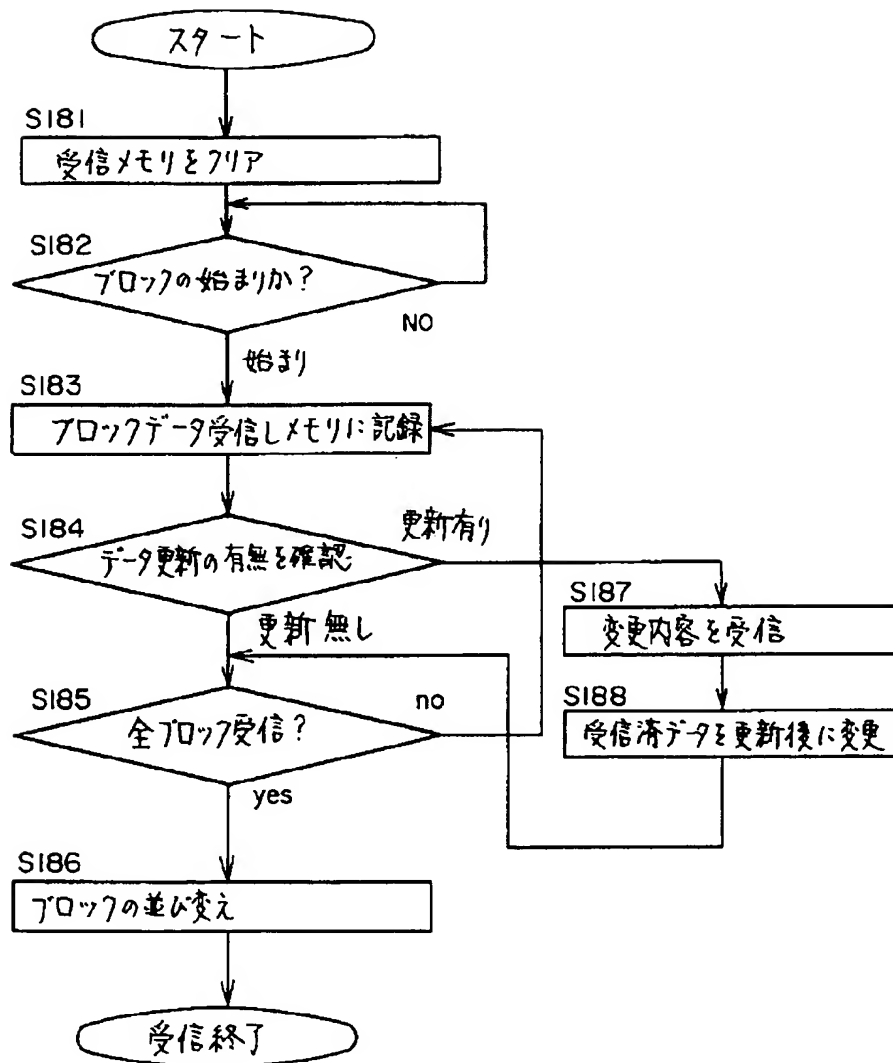 スタート
S181
受信メモリをクリア
S182
ブロックの始まりか?
NO
始まり
S183
ブロックデータ受信しメモリに記録
S184
データ更新の有無を確認
更新有り
更新無し
S187
変更内容を受信
S188
受信済データを更新後に変更
S185
全ブロック受信?
no
yes
S186
ブロックの並び変え
受信終了